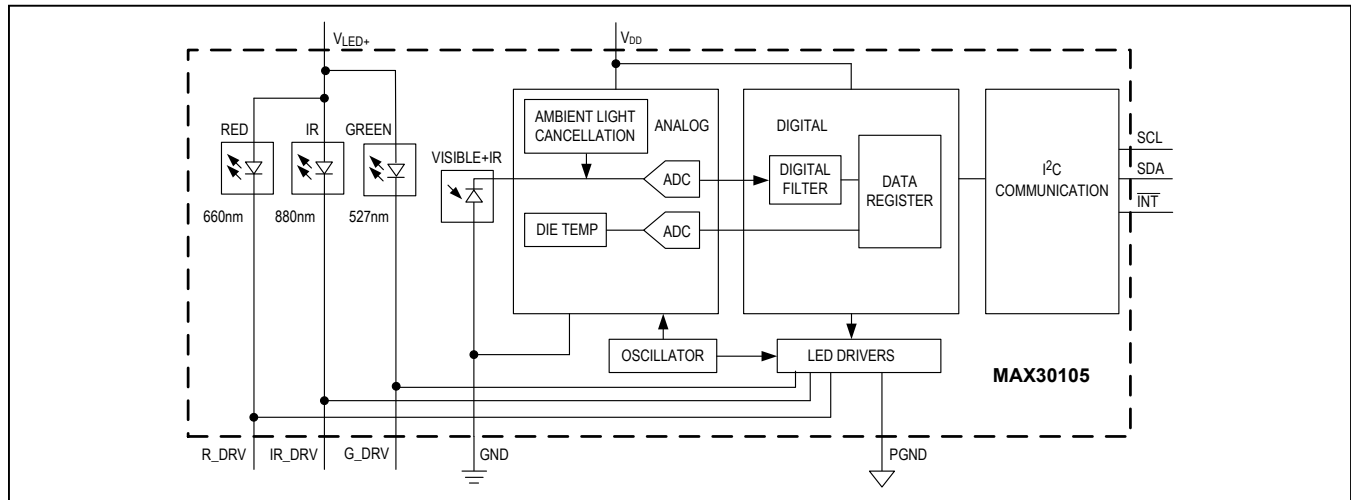 VLED+
VDD
RED
IR
GREEN
660nm
880nm
527nm
VISIBLE+IR
AMBIENT LIGHT
CANCELLATION
ANALOG
ADC
DIE TEMP
ADC
DIGITAL
DIGITAL
FILTER
DATA
REGISTER
I²C
COMMUNICATION
SCL
SDA
INT
OSCILLATOR
LED DRIVERS
MAX30105
R_DRV
IR_DRV
G_DRV
GND
PGND